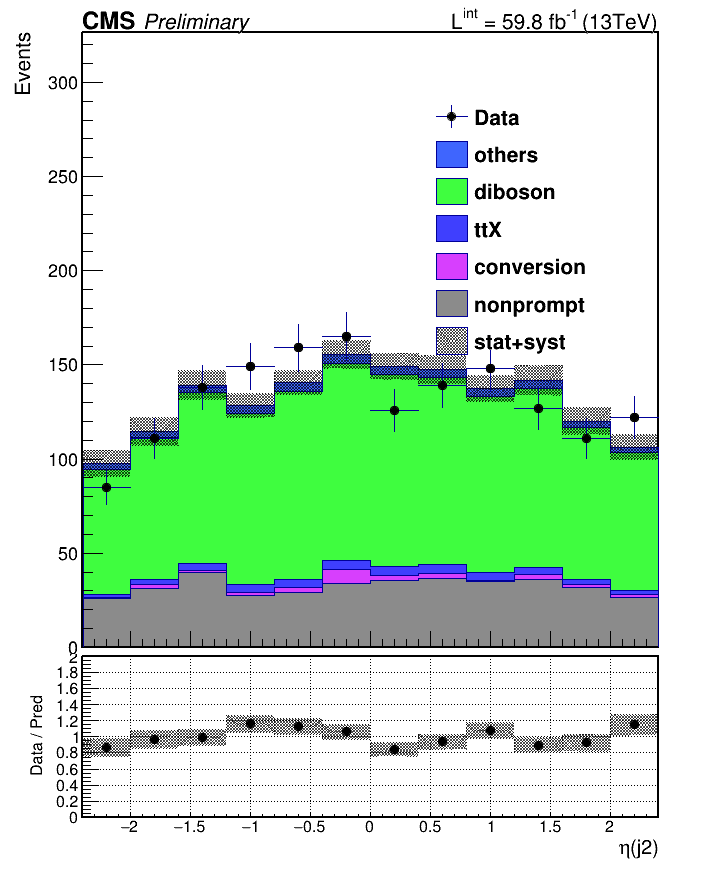 CMS Preliminary L^int = 59.8 fb^-1 (13TeV)
Events
300
250
200
150
100
50
0
Data
others
diboson
ttX
conversion
nonprompt
stat+syst
Data / Pred
2
1.8
1.6
1.4
1.2
1
0.8
0.6
0.4
0.2
0
−2 −1.5 −1 −0.5 0 0.5 1 1.5 2
η(j2)